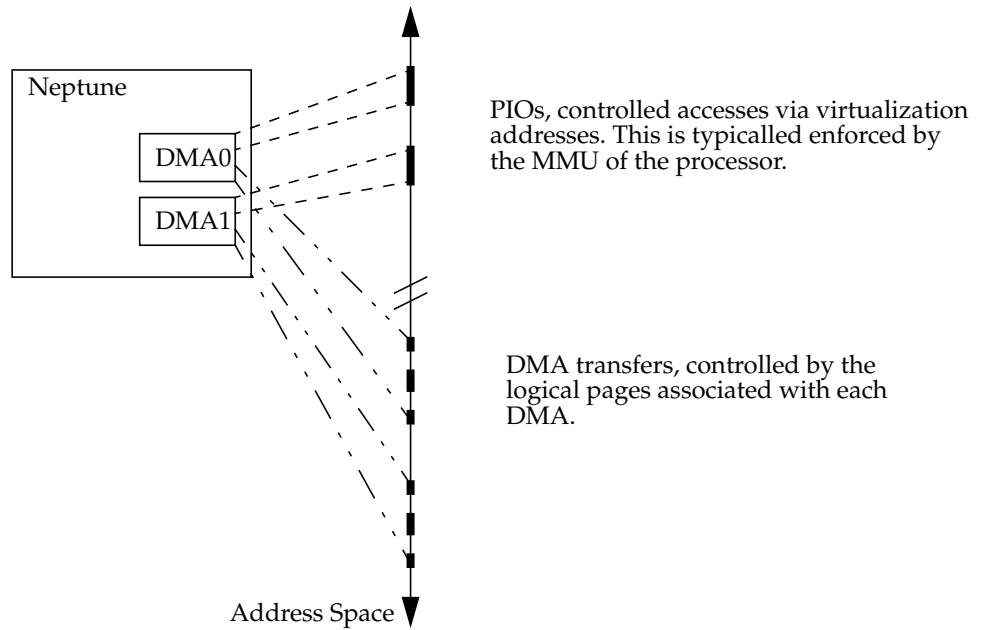 Neptune
DMA0
DMA1
PIOs, controlled accesses via virtualization
addresses. This is typicalled enforced by
the MMU of the processor.
DMA transfers, controlled by the
logical pages associated with each
DMA.
Address Space